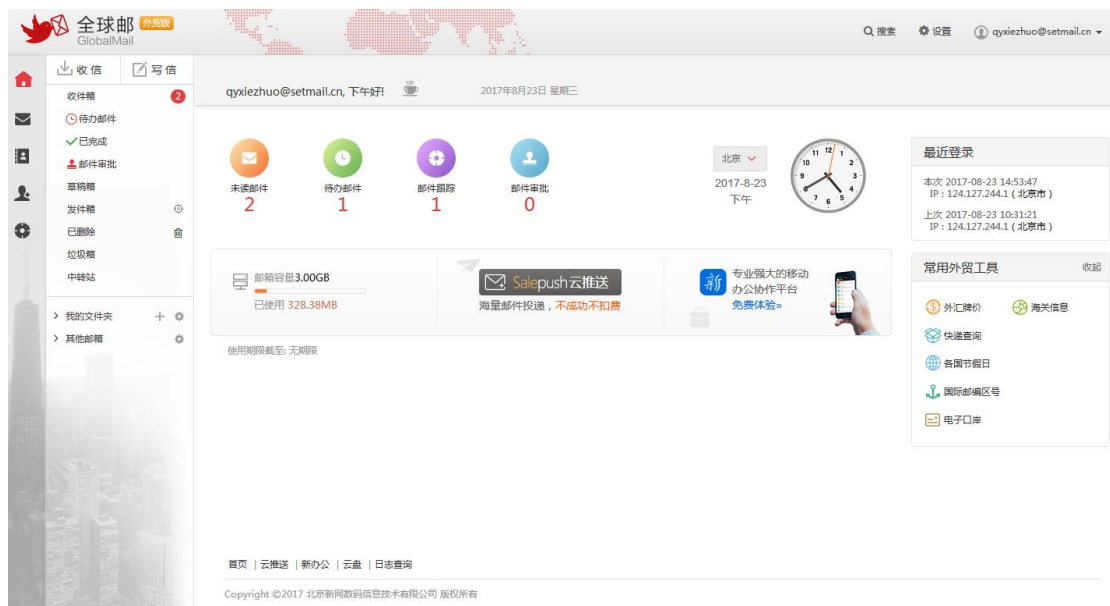 全球邮 外贸版
GlobalMail
搜索 设置 qyxiezhuo@setmail.cn
收信 写信
收件箱 2
待办邮件
已完成
邮件审批
草稿箱
发件箱
已删除
垃圾箱
中转站
我的文件夹
其他邮箱
qyxiezhuo@setmail.cn, 下午好! 2017年8月23日 星期三
未读邮件 待办邮件 邮件跟踪 邮件审批
2 1 1 0
北京
2017-8-23
下午
12 1 2 3 4 5 6 7 8 9 10 11
邮箱容量3.00GB
已使用 328.38MB
Salepush云推送
海量邮件投递，不成功不扣费
新
专业强大的移动
办公协作平台
免费体验»
使用期限截至: 无期限
最近登录
本次 2017-08-23 14:53:47
IP : 124.127.244.1 ( 北京市 )
上次 2017-08-23 10:31:21
IP : 124.127.244.1 ( 北京市 )
常用外贸工具 收起
外汇牌价 海关信息
快递查询
各国节假日
国际邮编区号
电子口岸
首页 | 云推送 | 新办公 | 云盘 | 日志查询
Copyright ©2017 北京新网数码信息技术有限公司 版权所有